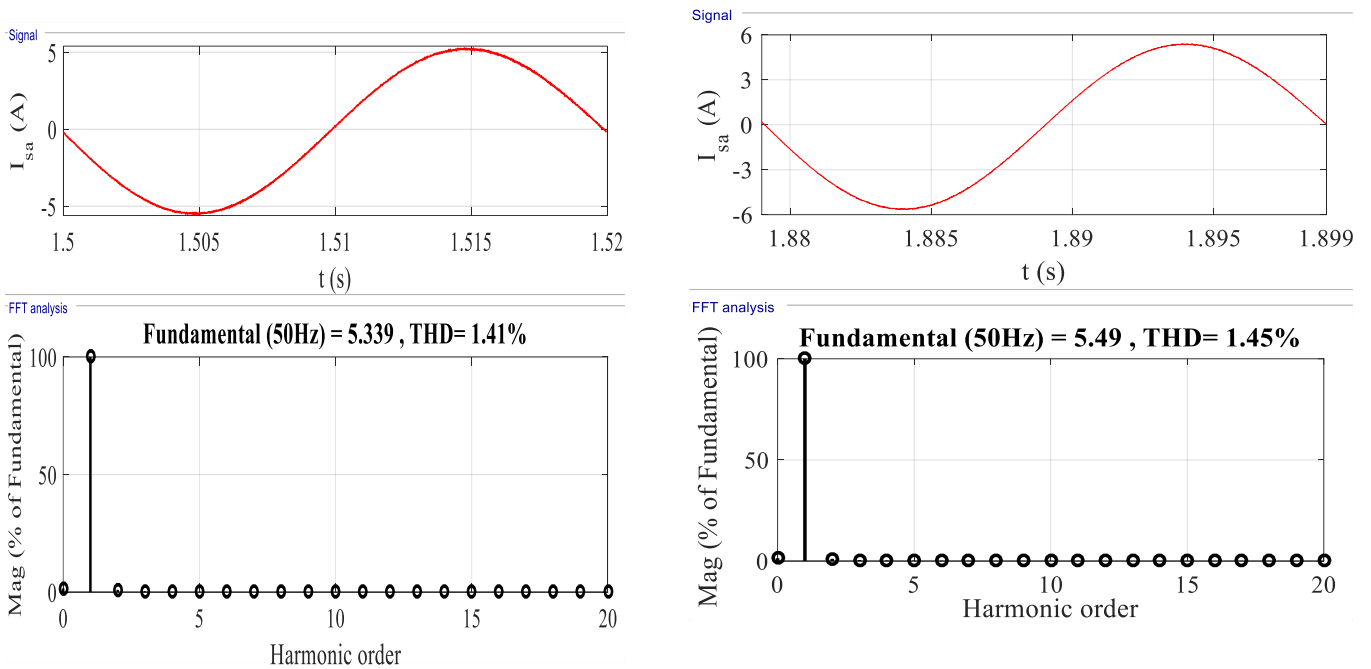 Signal
I_sa (A)
5
0
-5
1.5 1.505 1.51 1.515 1.52
t (s)
FFT analysis
Fundamental (50Hz) = 5.339 , THD= 1.41%
Mag (% of Fundamental)
100
50
0
0 5 10 15 20
Harmonic order
Signal
I_sa (A)
6
3
0
-3
-6
1.88 1.885 1.89 1.895 1.899
t (s)
FFT analysis
Fundamental (50Hz) = 5.49 , THD= 1.45%
Mag (% of Fundamental)
100
50
0
0 5 10 15 20
Harmonic order